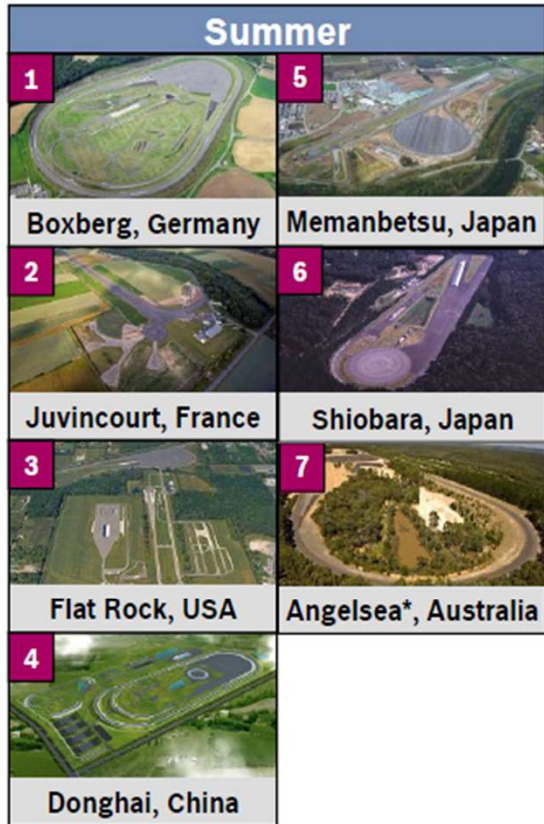 Summer
1
Boxberg, Germany
2
Juvincourt, France
3
Flat Rock, USA
4
Donghai, China
5
Memanbetsu, Japan
6
Shiobara, Japan
7
Angelsea*, Australia